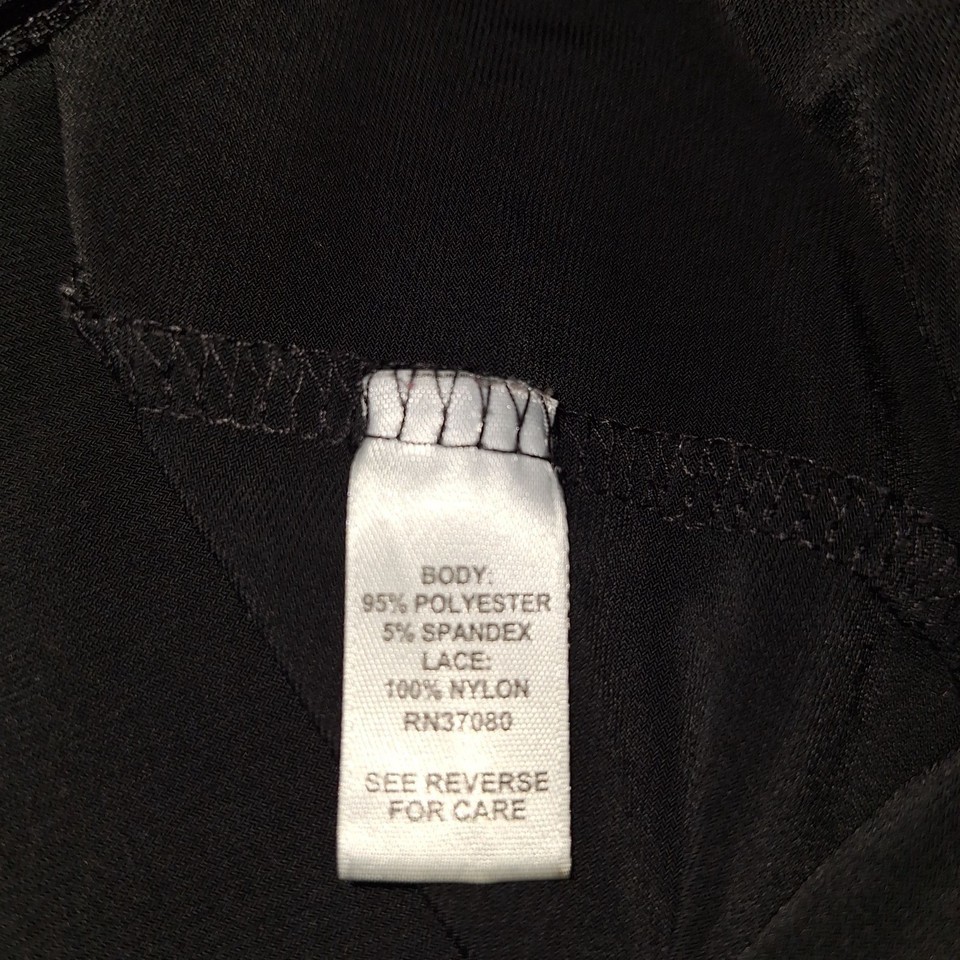 BODY:
95% POLYESTER
5% SPANDEX
LACE:
100% NYLON
RN37080
SEE REVERSE
FOR CARE